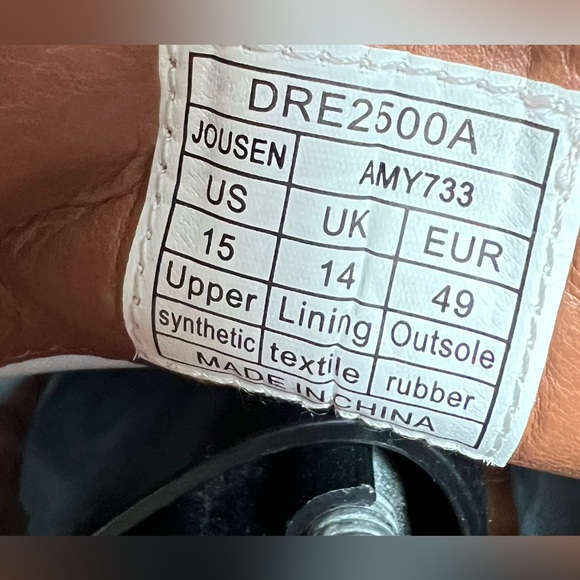 DRE2500A
JOUSEN AMY733
US UK EUR
15 14 49
Upper Lining Outsole
synthetic textile rubber
MADE IN CHINA